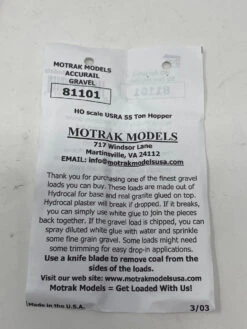 MOTRAK MODELS
ACCURAIL
GRAVEL
81101
HO scale USRA 55 Ton Hopper
MOTRAK MODELS
717 Windsor Lane
Martinsville, VA 24112
EMAIL: info@motrakmodelsusa.com
Thank you for purchasing one of the finest gravel
loads you can buy. These loads are made out of
Hydrocal for base and real granite glued on top.
Hydrocal plaster will break if dropped. If it breaks,
you can simply use white glue to join the pieces
back together. If the gravel load is chipped, you can
spray diluted white glue with water and sprinkle
some fine grain gravel. Some loads might need
some trimming for easy drop-in applications.
Use a knife blade to remove coal from the
sides of the loads.
Visit our web site: www.motrakmodelsusa.com
Motrak Models = Get Loaded With Us!
Made in the U.S.A.
3/03